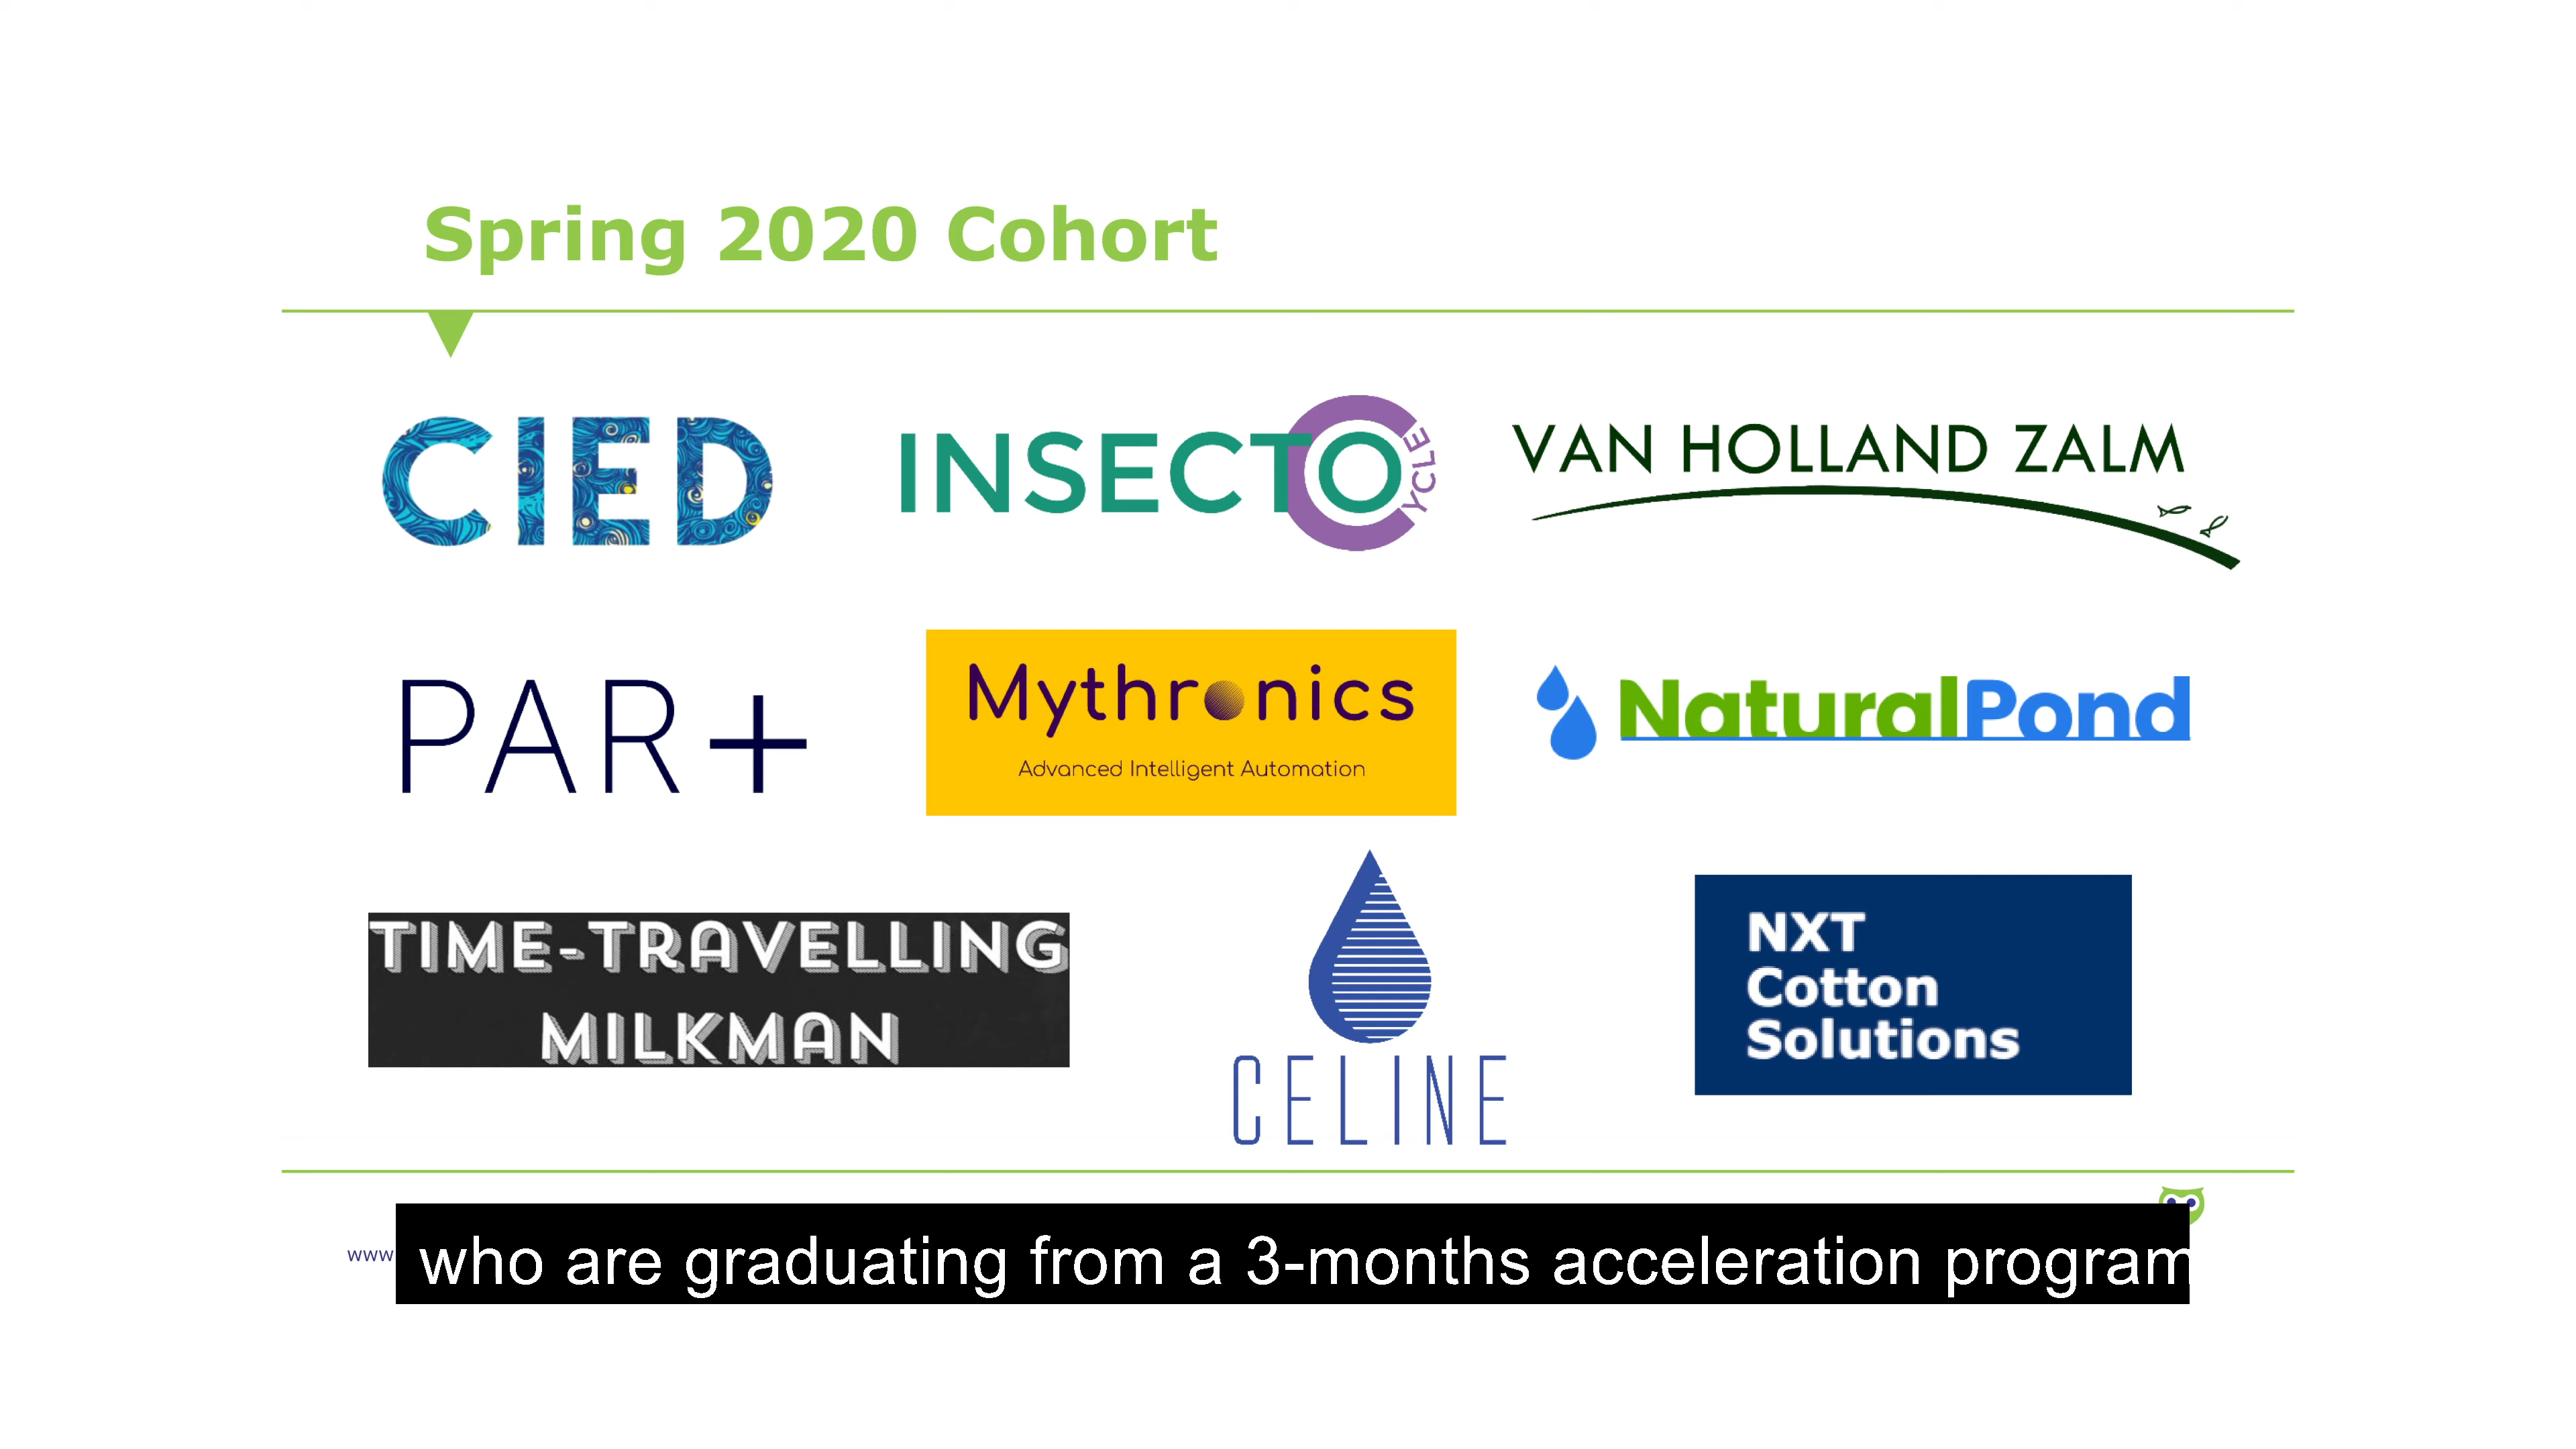 Spring 2020 Cohort
CIED
INSECTO
CYCLE
VAN HOLLAND ZALM
PAR+
Mythronics
Advanced Intelligent Automation
NaturalPond
TIME-TRAVELLING
MILKMAN
CELINE
NXT
Cotton
Solutions
www
who are graduating from a 3-months acceleration program